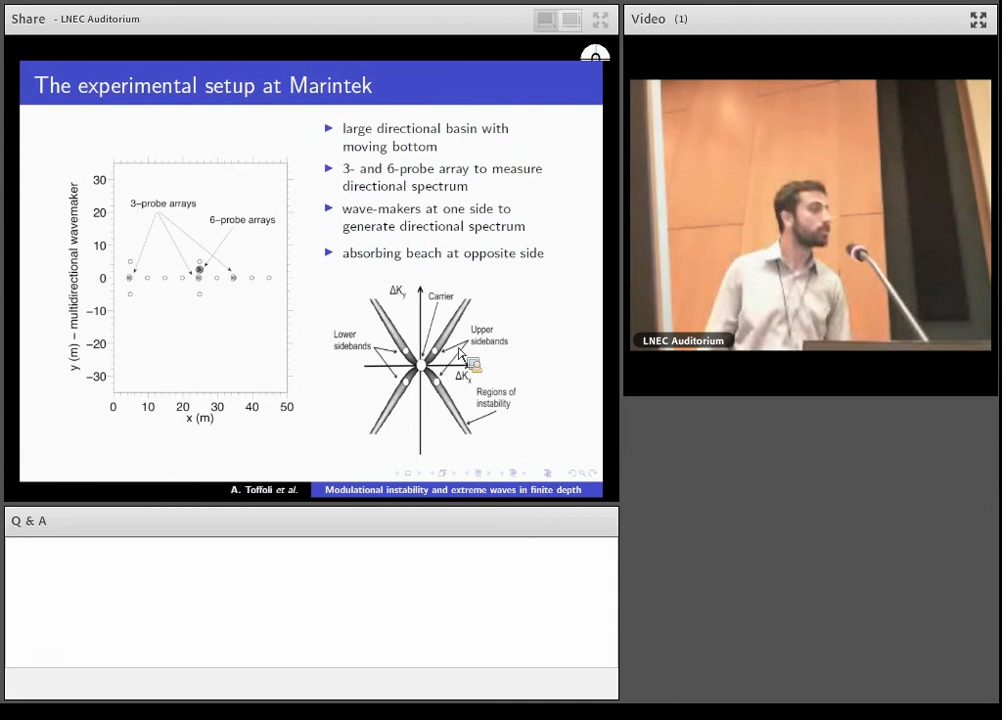 Share - LNEC Auditorium
The experimental setup at Marintek
large directional basin with
moving bottom
3- and 6-probe array to measure
directional spectrum
wave-makers at one side to
generate directional spectrum
absorbing beach at opposite side
y (m) − multidirectional wavemaker
30
20
10
0
−10
−20
−30
3−probe arrays
6−probe arrays
0 10 20 30 40 50
x (m)
ΔKy
Carrier
Lower
sidebands
Upper
sidebands
ΔKx
Regions of
instability
A. Toffoli et al. Modulational instability and extreme waves in finite depth
Video (1)
LNEC Auditorium
Q & A